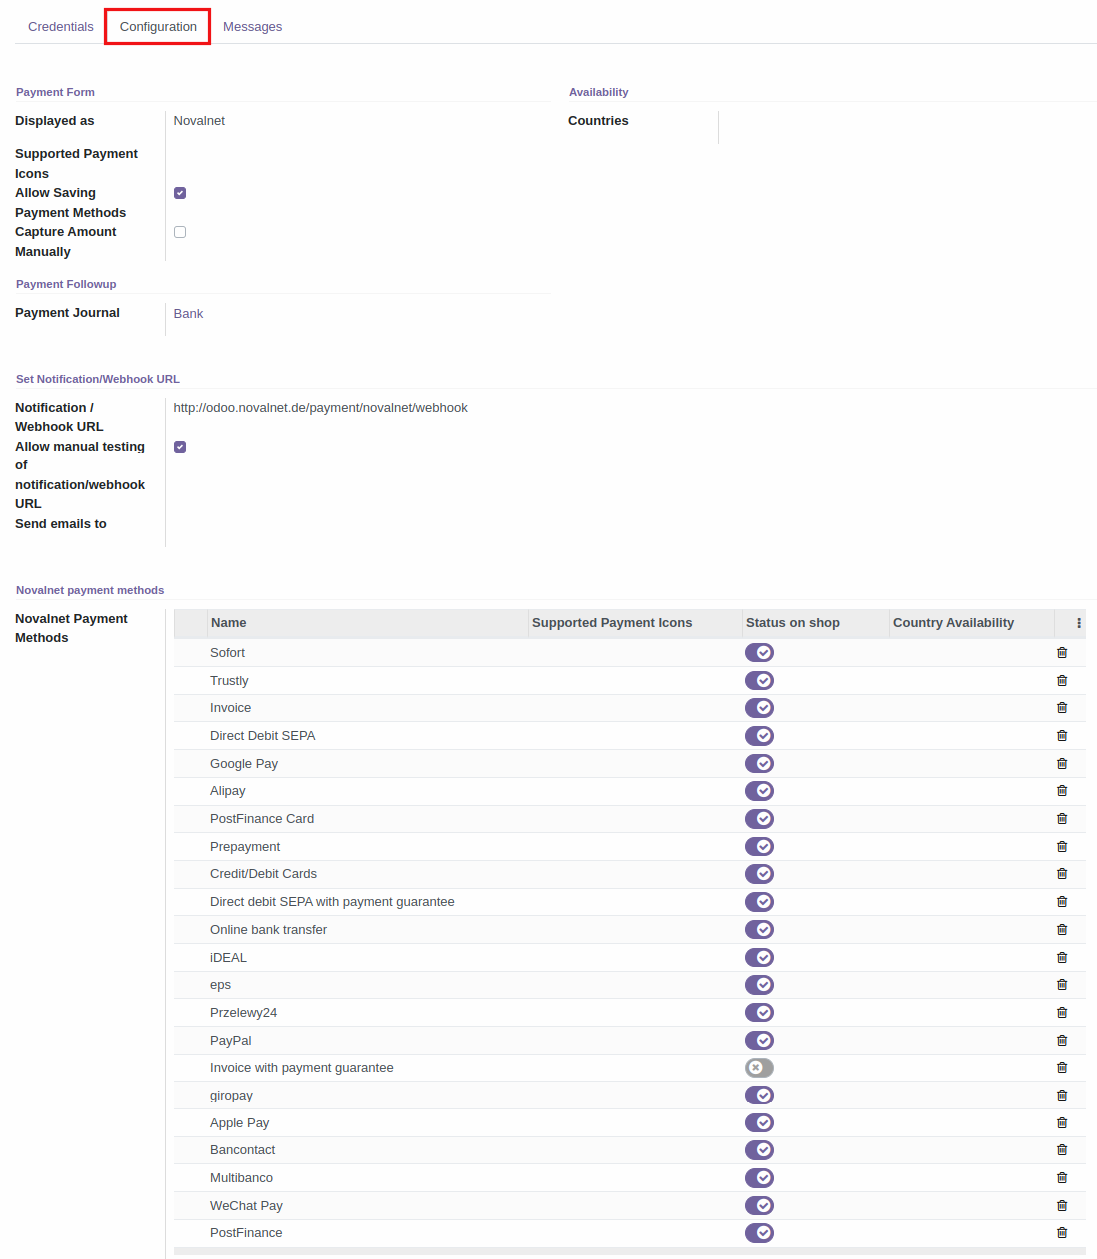 Credentials Configuration Messages
Payment Form
Availability
Displayed as Novalnet
Countries
Supported Payment
Icons
Allow Saving
Payment Methods
Capture Amount
Manually
Payment Followup
Payment Journal Bank
Set Notification/Webhook URL
Notification / http://odoo.novalnet.de/payment/novalnet/webhook
Webhook URL
Allow manual testing
of
notification/webhook
URL
Send emails to
Novalnet payment methods
Novalnet Payment
Methods
Name Supported Payment Icons Status on shop Country Availability
Sofort
Trustly
Invoice
Direct Debit SEPA
Google Pay
Alipay
PostFinance Card
Prepayment
Credit/Debit Cards
Direct debit SEPA with payment guarantee
Online bank transfer
iDEAL
eps
Przelewy24
PayPal
Invoice with payment guarantee
giropay
Apple Pay
Bancontact
Multibanco
WeChat Pay
PostFinance